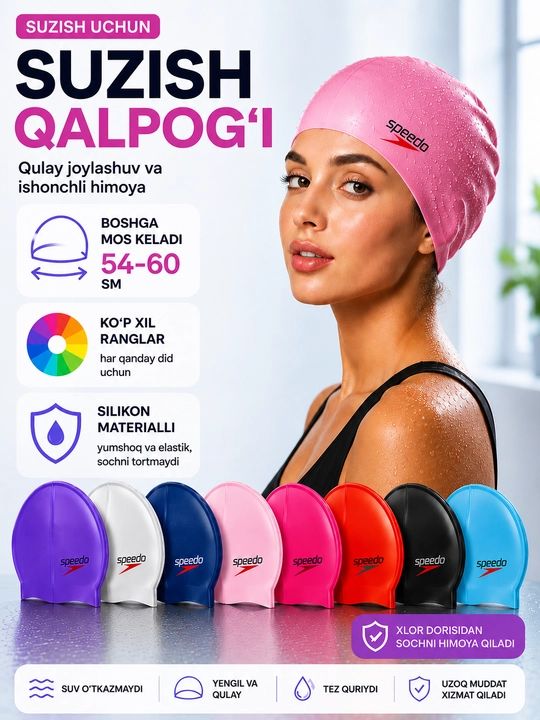 SUZISH UCHUN
SUZISH
QALPOG‘I
Qulay joylashuv va
ishonchli himoya
BOSHGA
MOS KELADI
54-60
SM
KO‘P XIL
RANGLAR
har qanday did
uchun
SILIKON
MATERIALLI
yumshoq va elastik,
sochni tortmaydi
speedo
speedo
speedo
speedo
speedo
speedo
speedo
speedo
speedo
XLOR DORISIDAN
SOCHNI HIMOYA QILADI
SUV O‘TKAZMAYDI
YENGIL VA
QULAY
TEZ QURIYDI
UZOQ MUDDAT
XIZMAT QILADI